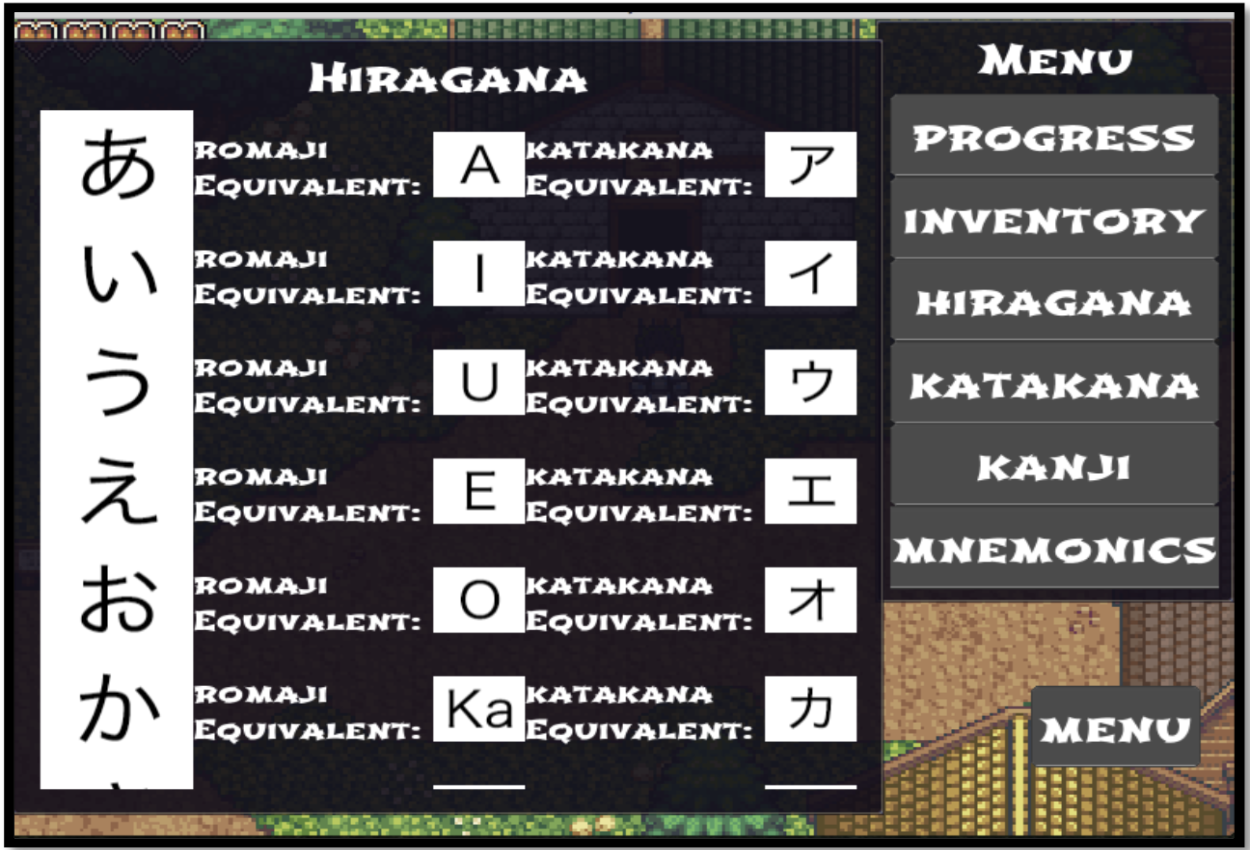 HIRAGANA
あ
ROMAJI
EQUIVALENT:
A
KATAKANA
EQUIVALENT:
ア
い
ROMAJI
EQUIVALENT:
I
KATAKANA
EQUIVALENT:
イ
う
ROMAJI
EQUIVALENT:
U
KATAKANA
EQUIVALENT:
ウ
え
ROMAJI
EQUIVALENT:
E
KATAKANA
EQUIVALENT:
エ
お
ROMAJI
EQUIVALENT:
O
KATAKANA
EQUIVALENT:
オ
か
ROMAJI
EQUIVALENT:
Ka
KATAKANA
EQUIVALENT:
カ
MENU
PROGRESS
INVENTORY
HIRAGANA
KATAKANA
KANJI
MNEMONICS
MENU